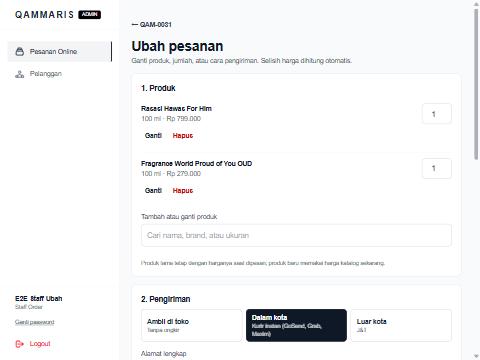 QAMMARIS ADMIN
Pesanan Online
Pelanggan
E2E Staff Ubah
Staff Order
Ganti password
Logout
← QAM-0031
Ubah pesanan
Ganti produk, jumlah, atau cara pengiriman. Selisih harga dihitung otomatis.
1. Produk
Rasasi Hawas For Him
100 ml · Rp 799.000
1
Ganti Hapus
Fragrance World Proud of You OUD
100 ml · Rp 279.000
1
Ganti Hapus
Tambah atau ganti produk
Cari nama, brand, atau ukuran
Produk lama tetap dengan harganya saat dipesan; produk baru memakai harga katalog sekarang.
2. Pengiriman
Ambil di toko
Tanpa ongkir
Dalam kota
Kurir instan (GoSend, Grab,
Maxim)
Luar kota
J&T
Alamat lengkap